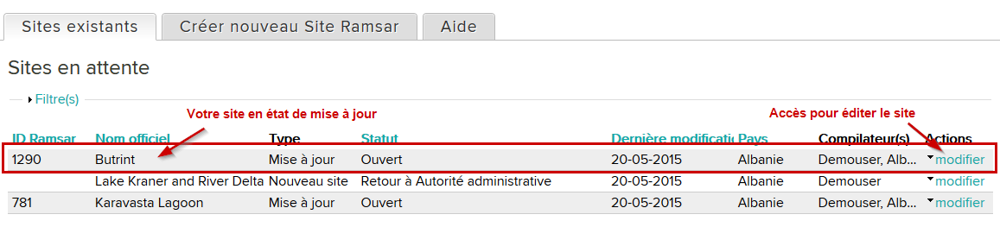 Sites existants Créer nouveau Site Ramsar Aide
Sites en attente
Filtre(s)
Votre site en état de mise à jour Accès pour éditer le site
ID Ramsar Nom officiel Type Statut Dernière modificatio Pays Compilateur(s) Actions
1290 Butrint Mise à jour Ouvert 20-05-2015 Albanie Demouser, Alb... modifier
Lake Kraner and River Delta Nouveau site Retour à Autorité administrative 20-05-2015 Albanie Demouser modifier
781 Karavasta Lagoon Mise à jour Ouvert 20-05-2015 Albanie Demouser, Alb... modifier